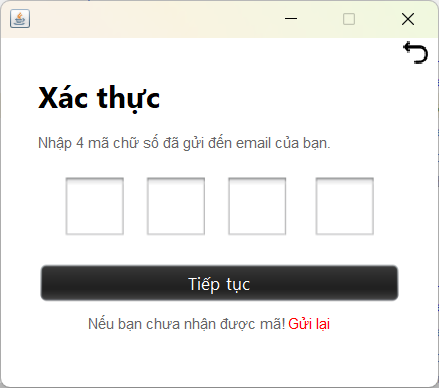 Xác thực
Nhập 4 mã chữ số đã gửi đến email của bạn.
Tiếp tục
Nếu bạn chưa nhận được mã! Gửi lại